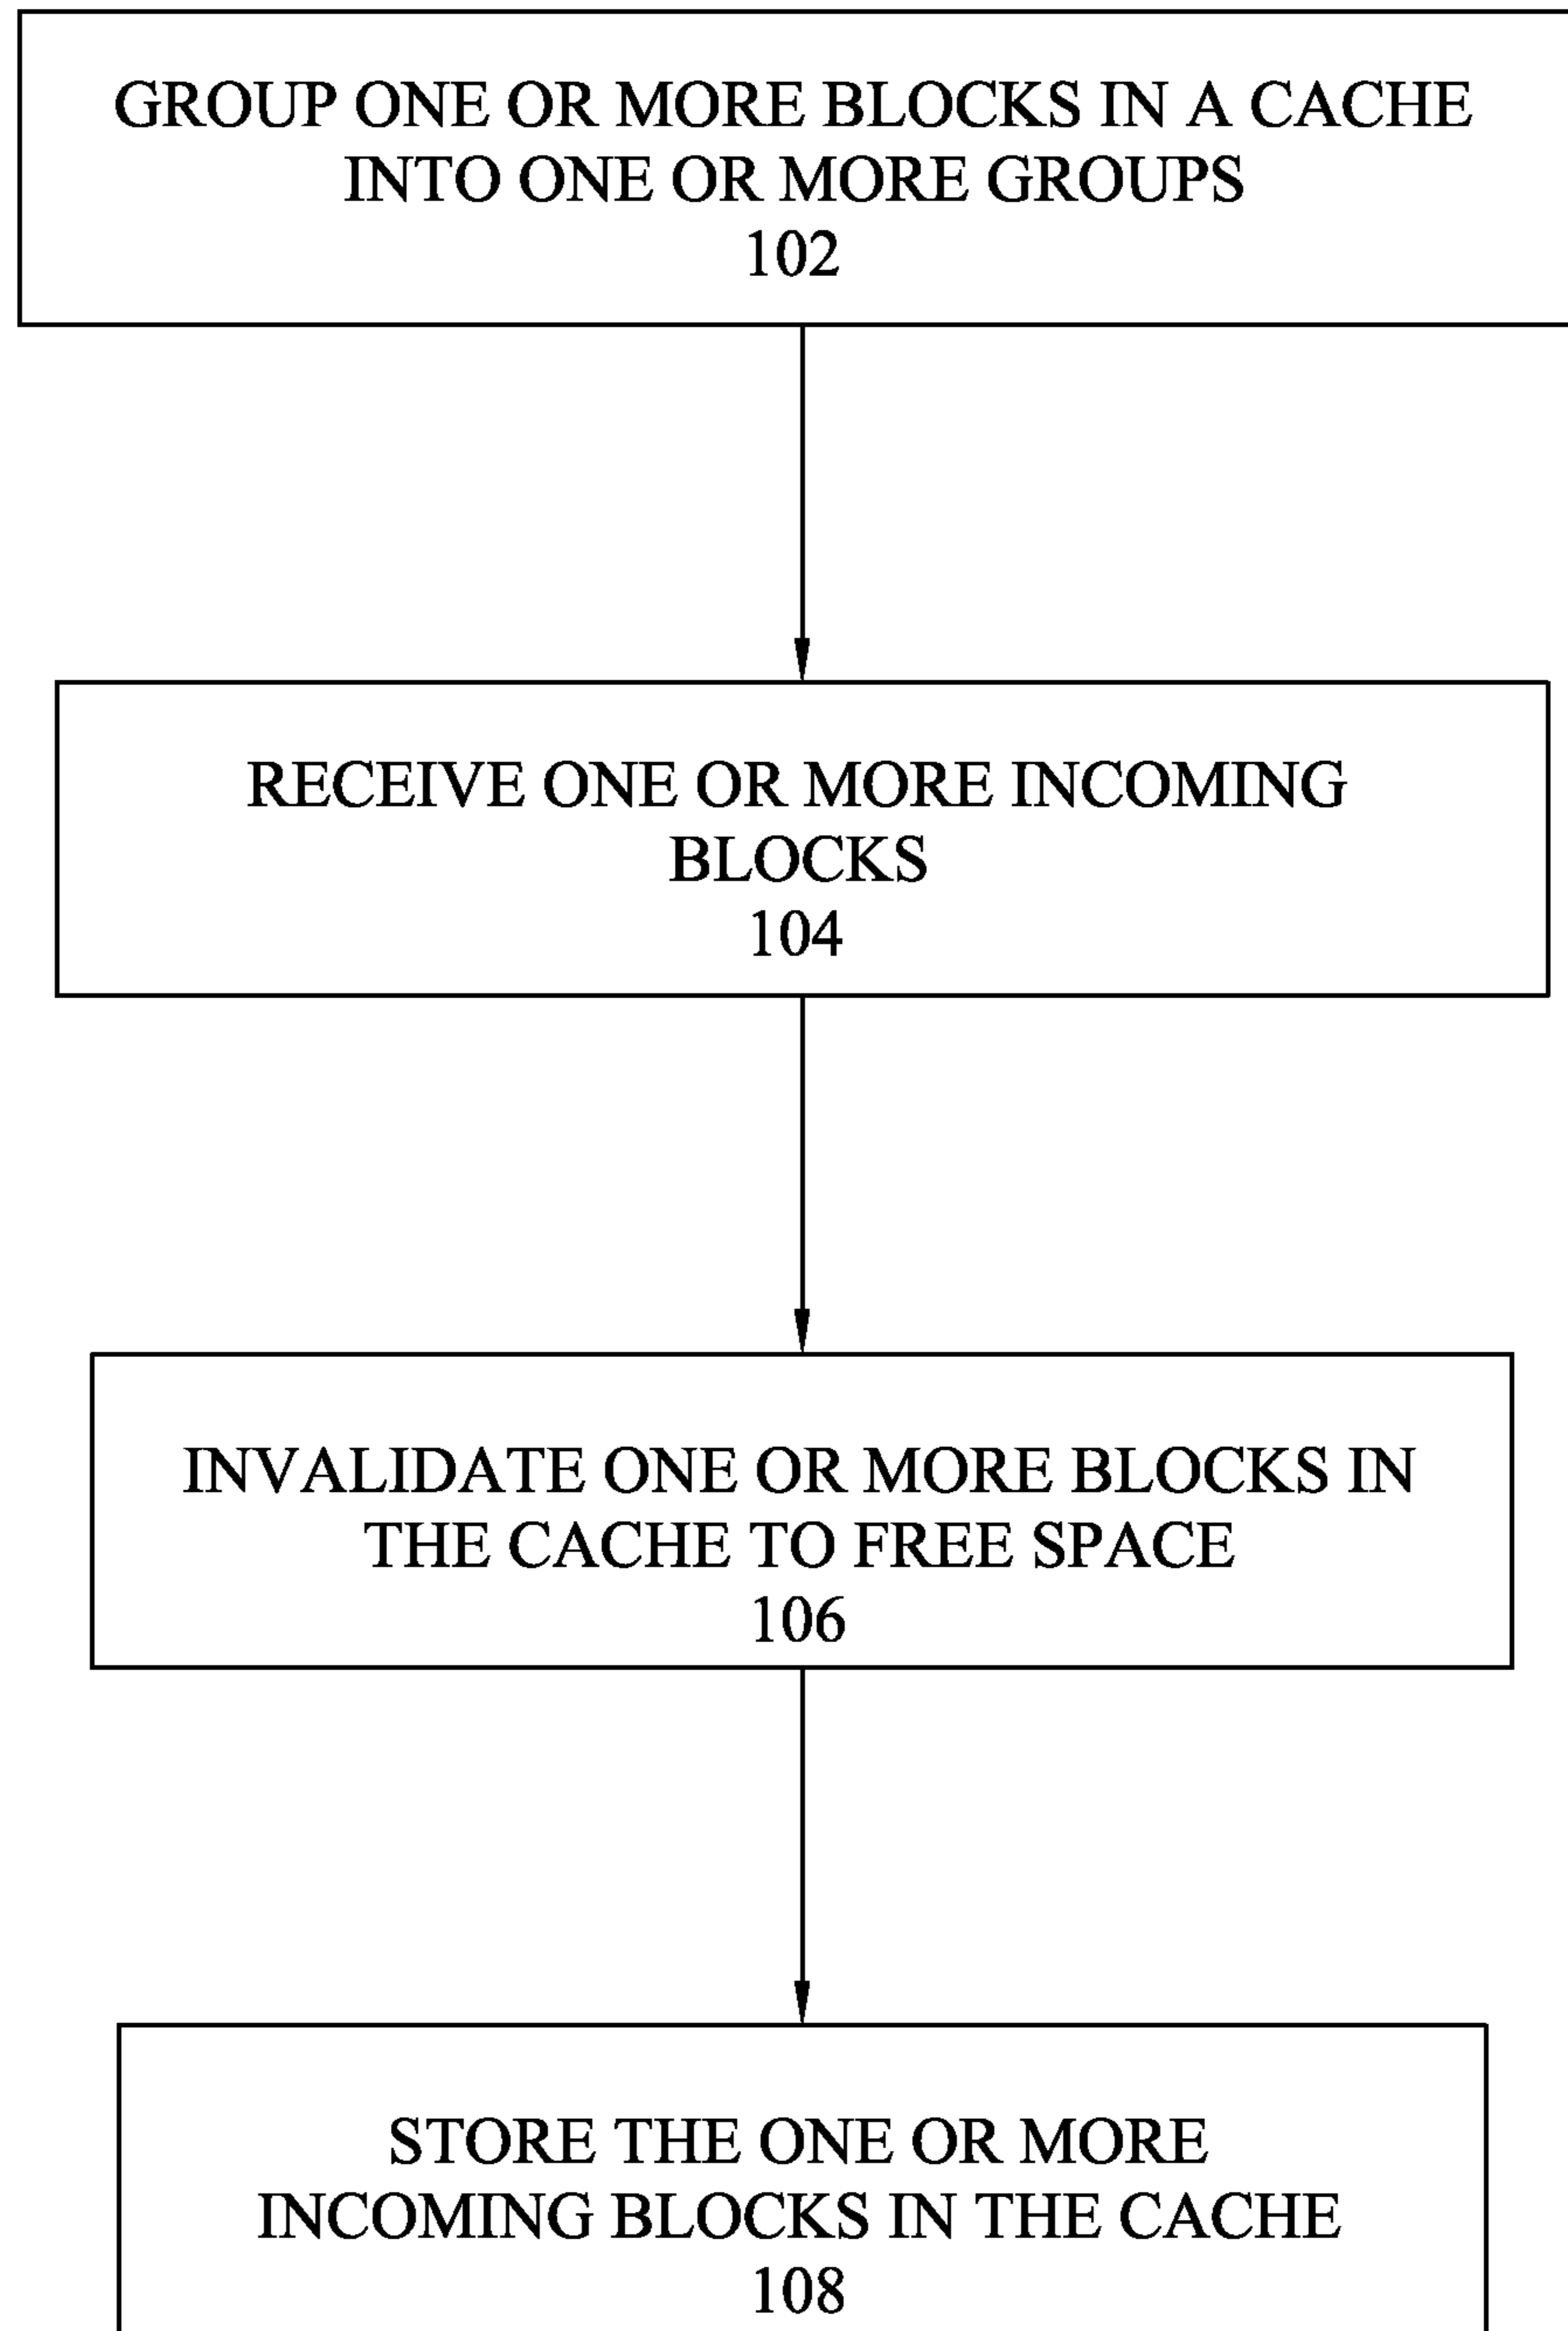 GROUP ONE OR MORE BLOCKS IN A CACHE
INTO ONE OR MORE GROUPS
102
RECEIVE ONE OR MORE INCOMING
BLOCKS
104
INVALIDATE ONE OR MORE BLOCKS IN
THE CACHE TO FREE SPACE
106
STORE THE ONE OR MORE
INCOMING BLOCKS IN THE CACHE
108